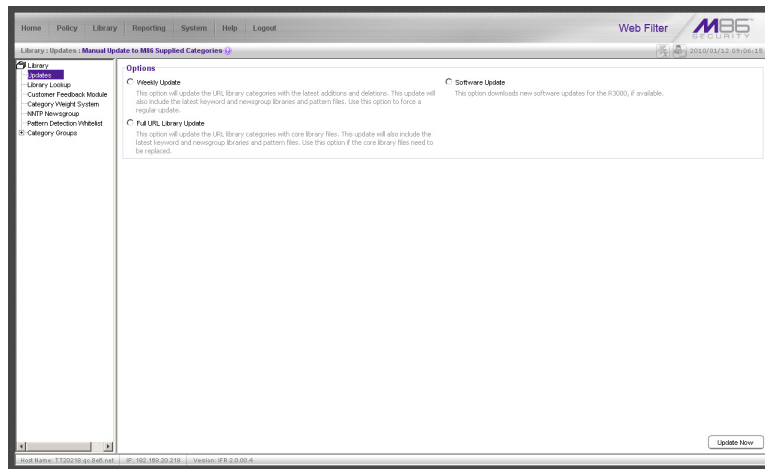 Home Policy Library Reporting System Help Logout
Web Filter
M86 SECURITY
Library : Updates : Manual Update to M86 Supplied Categories
2010/01/12 09:06:15
Library
Updates
Library Lookup
Customer Feedback Module
Category Weight System
NNTP Newsgroup
Pattern Detection Whitelist
Category Groups
Options
Weekly Update
This option will update the URL library categories with the latest additions and deletions. This update will
also include the latest keyword and newsgroup libraries and pattern files. Use this option to force a
regular update.
Full URL Library Update
This option will update the URL library categories with core library files. This update will also include the
latest keyword and newsgroup libraries and pattern files. Use this option if the core library files need to
be replaced.
Software Update
This option downloads new software updates for the R3000, if available.
Update Now
Host Name: TT20218.qc.8e6.net IP: 192.168.20.218 Version: IFR 2.0.00.4